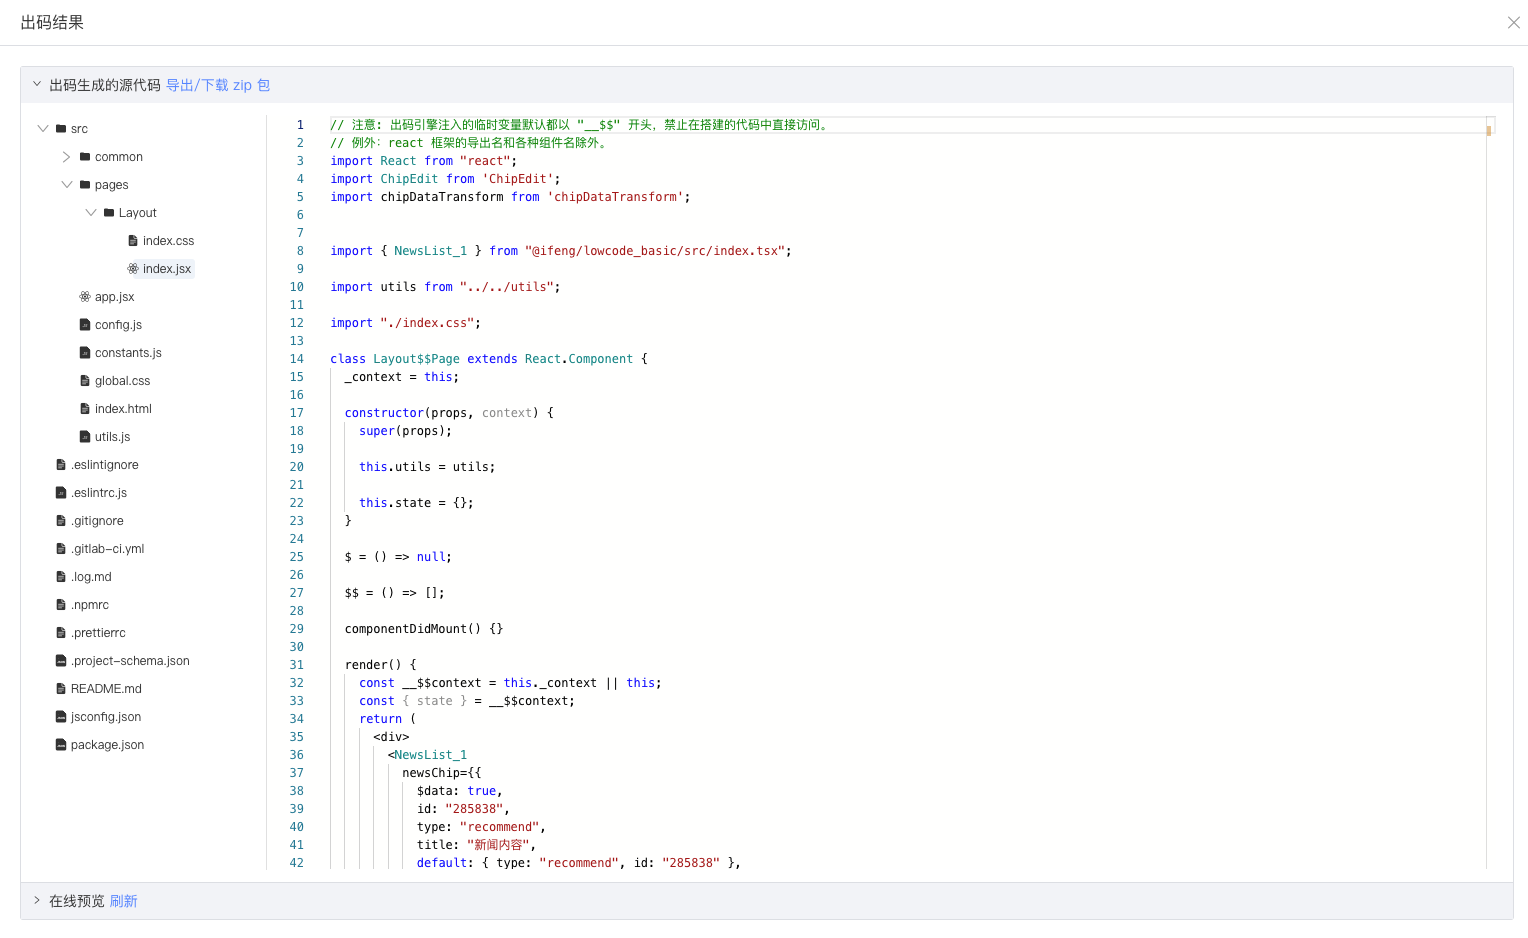 出码结果
出码生成的源代码 导出/下载 zip 包
src
common
pages
Layout
index.css
index.jsx
app.jsx
config.js
constants.js
global.css
index.html
utils.js
.eslintignore
.eslintrc.js
.gitignore
.gitlab-ci.yml
.log.md
.npmrc
.prettierrc
.project-schema.json
README.md
jsconfig.json
package.json
1 // 注意: 出码引擎注入的临时变量默认都以 "__$$" 开头，禁止在搭建的代码中直接访问。
2 // 例外：react 框架的导出名和各种组件名除外。
3 import React from "react";
4 import ChipEdit from 'ChipEdit';
5 import chipDataTransform from 'chipDataTransform';
6
7
8 import { NewsList_1 } from "@ifeng/lowcode_basic/src/index.tsx";
9
10 import utils from "../../utils";
11
12 import "./index.css";
13
14 class Layout$$Page extends React.Component {
15 _context = this;
16
17 constructor(props, context) {
18 super(props);
19
20 this.utils = utils;
21
22 this.state = {};
23 }
24
25 $ = () => null;
26
27 $$ = () => [];
28
29 componentDidMount() {}
30
31 render() {
32 const __$$context = this._context || this;
33 const { state } = __$$context;
34 return (
35 <div>
36 <NewsList_1
37 newsChip={{
38 $data: true,
39 id: "285838",
40 type: "recommend",
41 title: "新闻内容",
42 default: { type: "recommend", id: "285838" },
在线预览 刷新